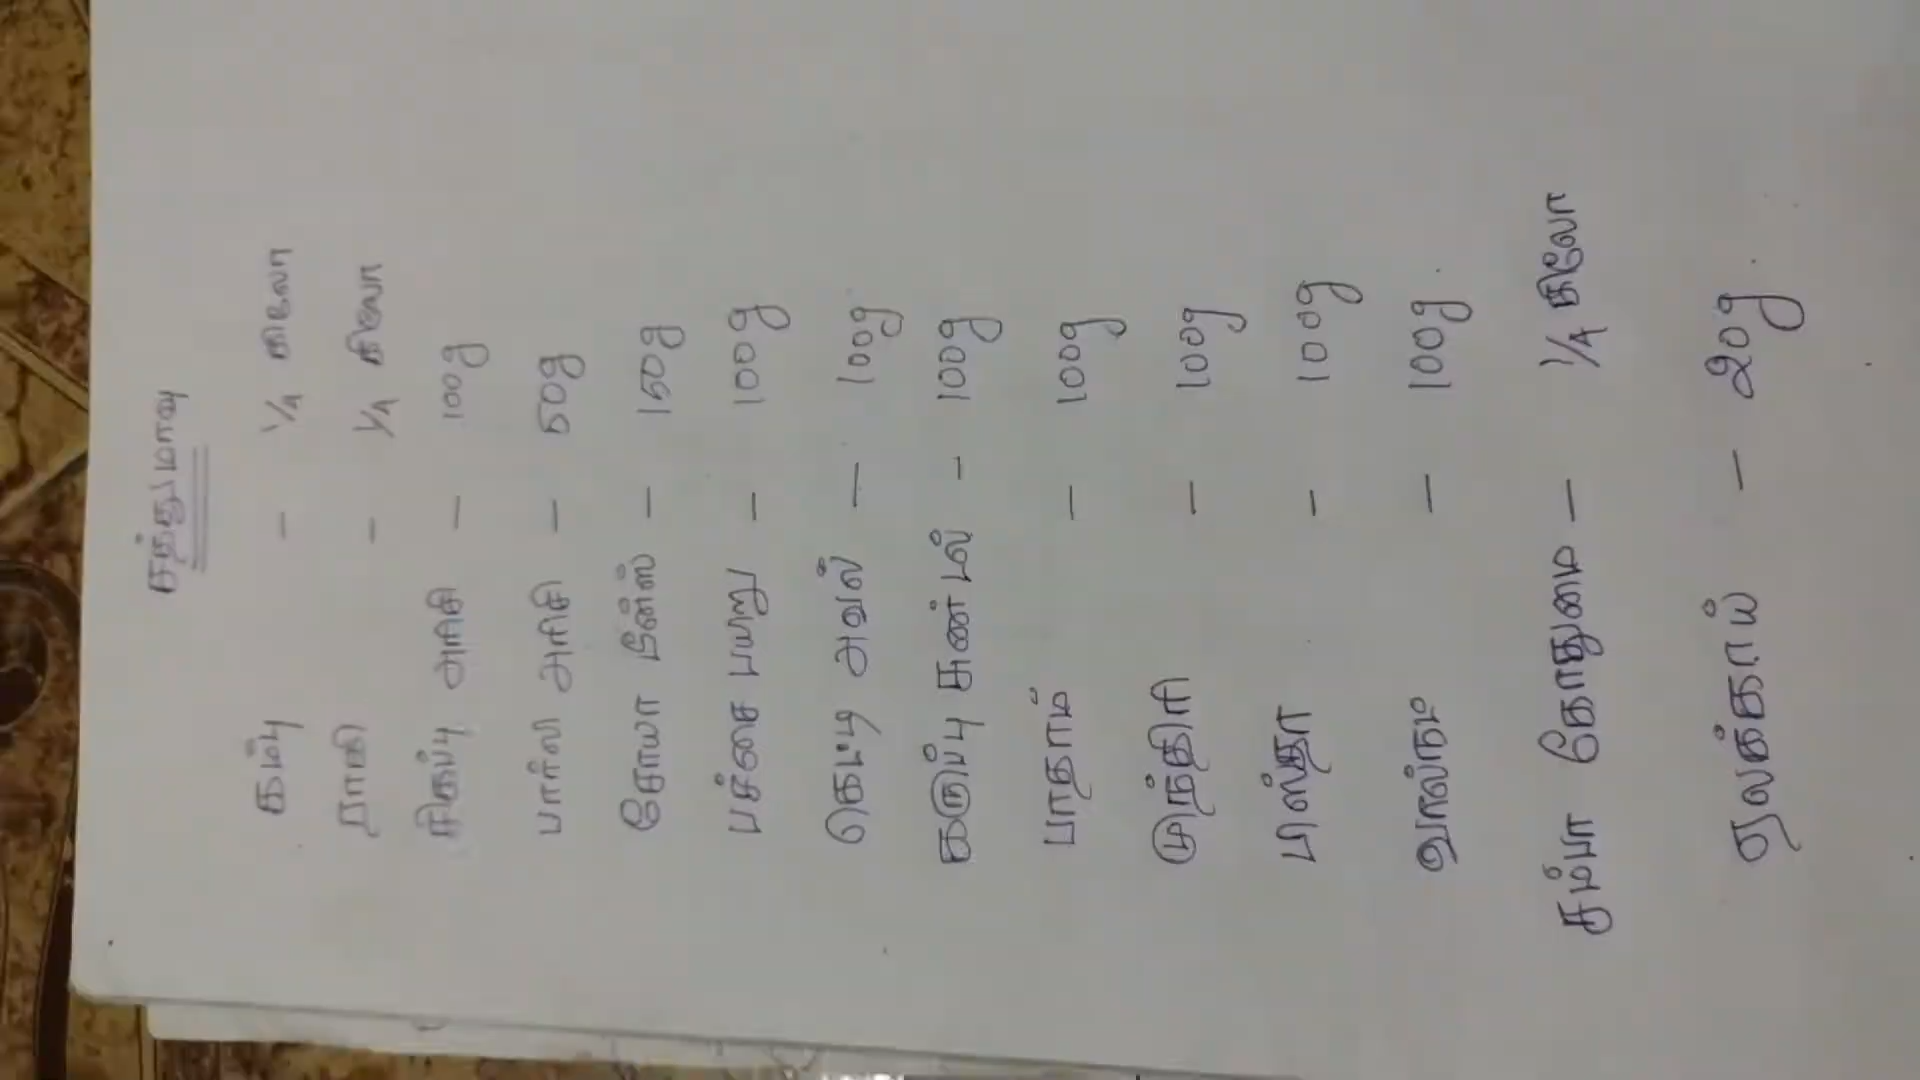 சத்துமாவு
கம்பு - 1/4 கிலோ
ராகி - 1/4 கிலோ
சிகப்பு அரிசி - 100g
பார்லி அரிசி - 50g
சோயா பீன்ஸ் - 150g
பச்சை பயறு - 100g
கெட்டி அவல் - 100g
கருப்பு சுண்டல் - 100g
பாதாம் - 100g
முந்திரி - 100g
பிஸ்தா - 100g
வால்நட் - 100g
சம்பா கோதுமை - 1/4 கிலோ
ஏலக்காய் - 20g